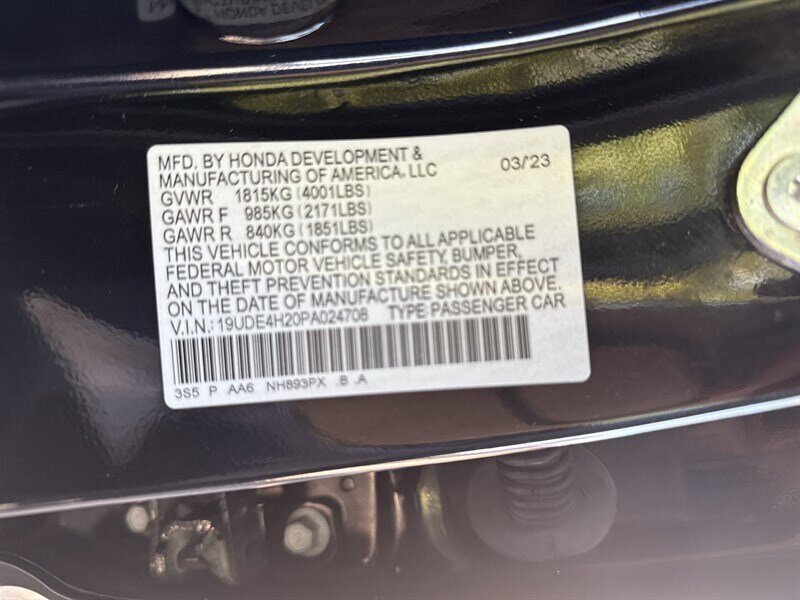 MFD. BY HONDA DEVELOPMENT &
MANUFACTURING OF AMERICA, LLC 03/'23
GVWR 1815KG (4001LBS)
GAWR F 985KG (2171LBS)
GAWR R 840KG (1851LBS)
THIS VEHICLE CONFORMS TO ALL APPLICABLE
FEDERAL MOTOR VEHICLE SAFETY, BUMPER,
AND THEFT PREVENTION STANDARDS IN EFFECT
ON THE DATE OF MANUFACTURE SHOWN ABOVE.
V.I.N.: 19UDE4H20PA024708 TYPE PASSENGER CAR
3S5 P AA6 NH893PX .B .A